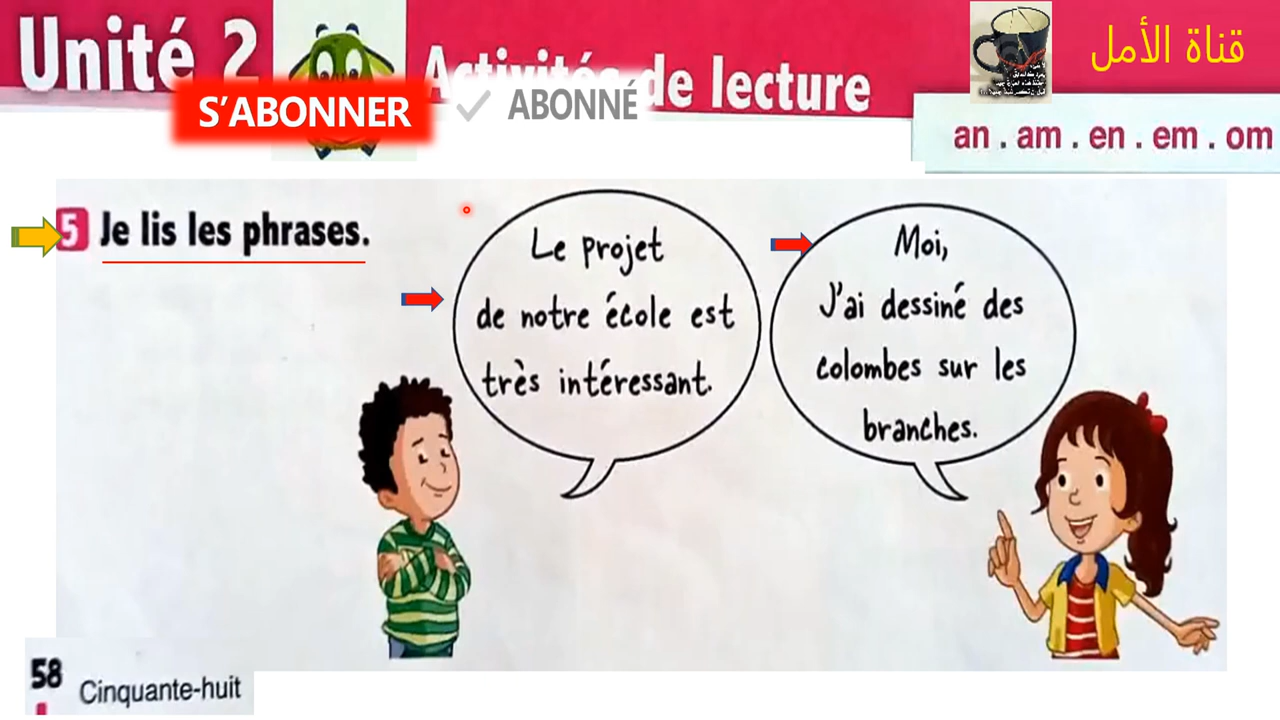 Unité 2
Activités de lecture
قناة الأمل
S'ABONNER
ABONNÉ
an . am . en . em . om
5 Je lis les phrases.
Le projet
de notre école est
très intéressant.
Moi,
J'ai dessiné des
colombes sur les
branches.
58 Cinquante-huit